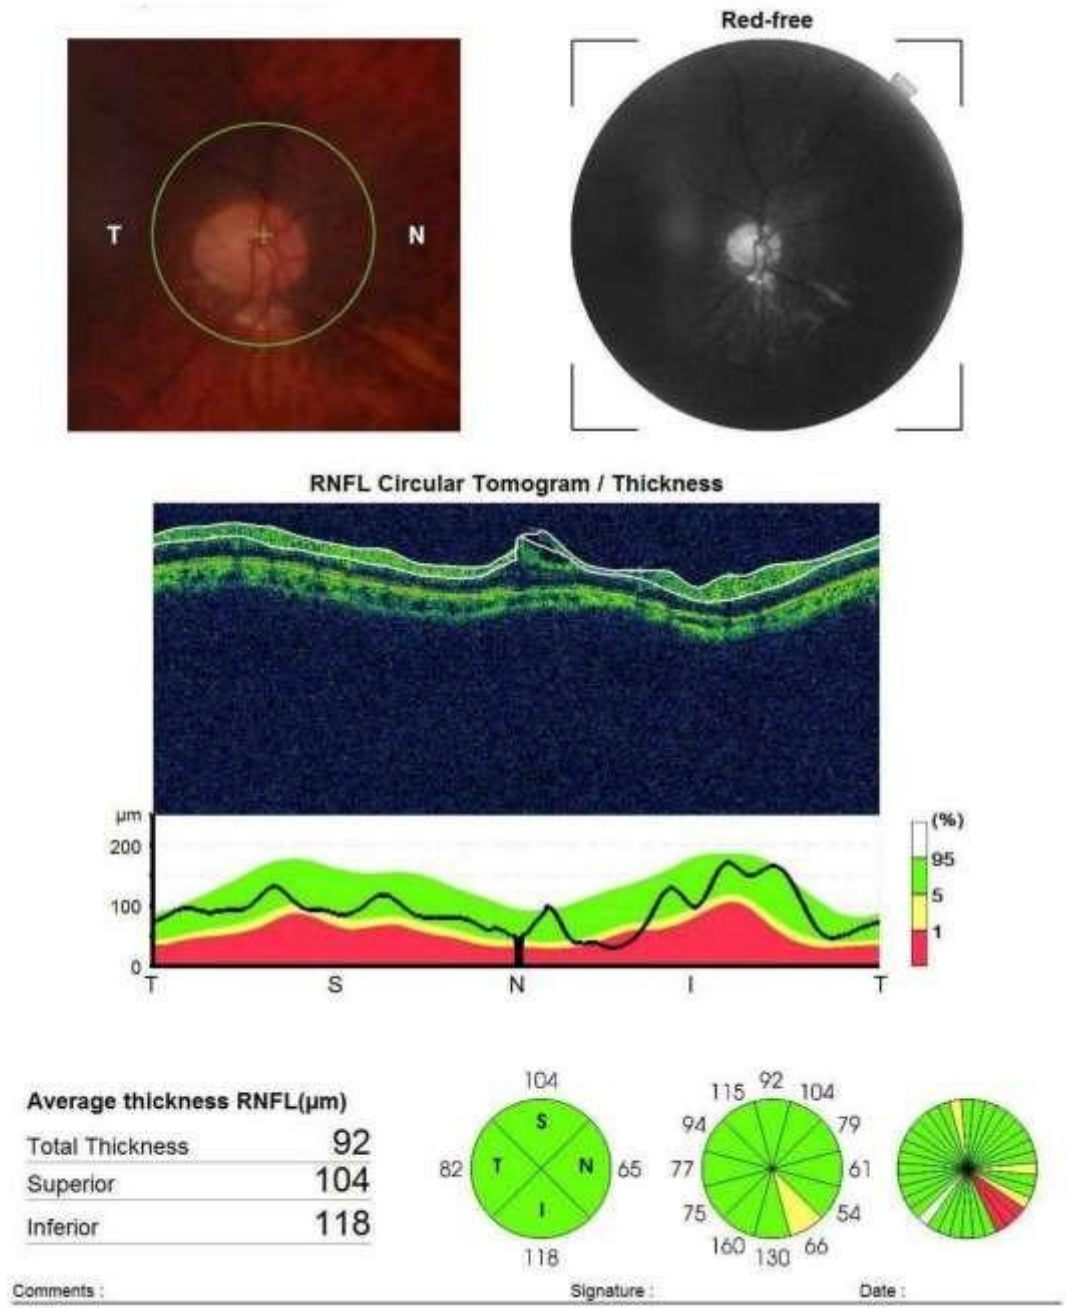 Red-free
T N
RNFL Circular Tomogram / Thickness
µm
200
100
0
T S N I T
(%)
95
5
1
Average thickness RNFL(µm)
Total Thickness 92
Superior 104
Inferior 118
104
82 S T N I 65
118
92
115 104
94 79
77 61
75 54
160 66
130
Comments : Signature : Date :